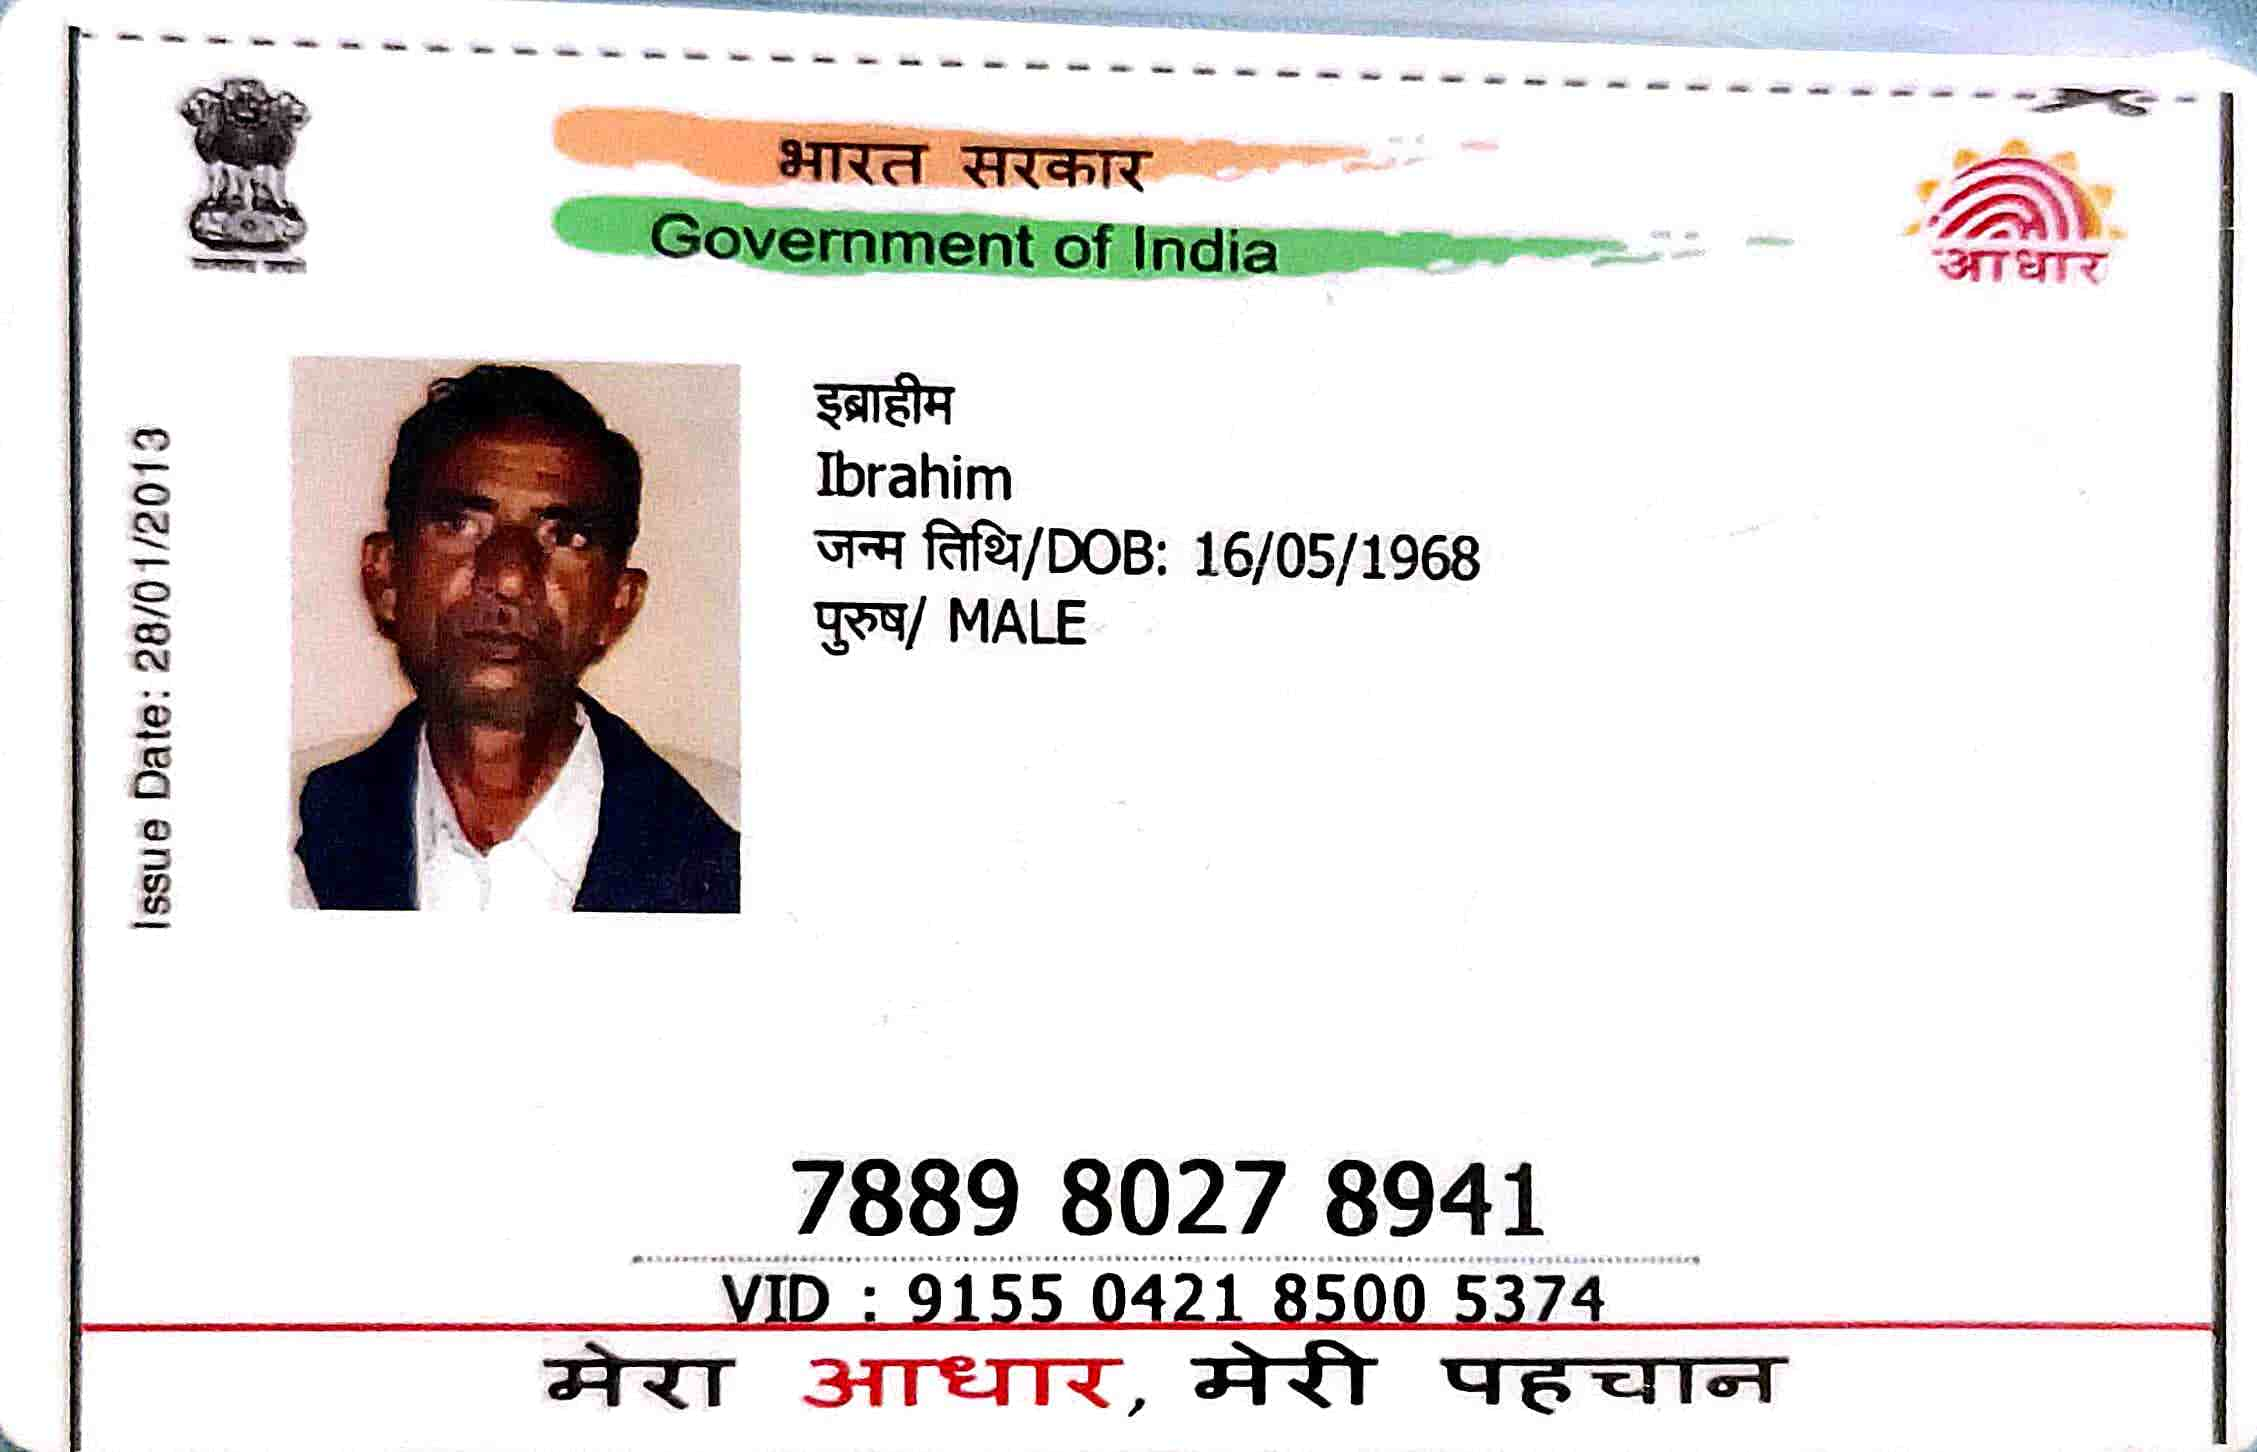 भारत सरकार
Government of India
आधार
Issue Date: 28/01/2013
इब्राहीम
Ibrahim
जन्म तिथि/DOB: 16/05/1968
पुरुष/ MALE
7889 8027 8941
VID : 9155 0421 8500 5374
मेरा आधार, मेरी पहचान